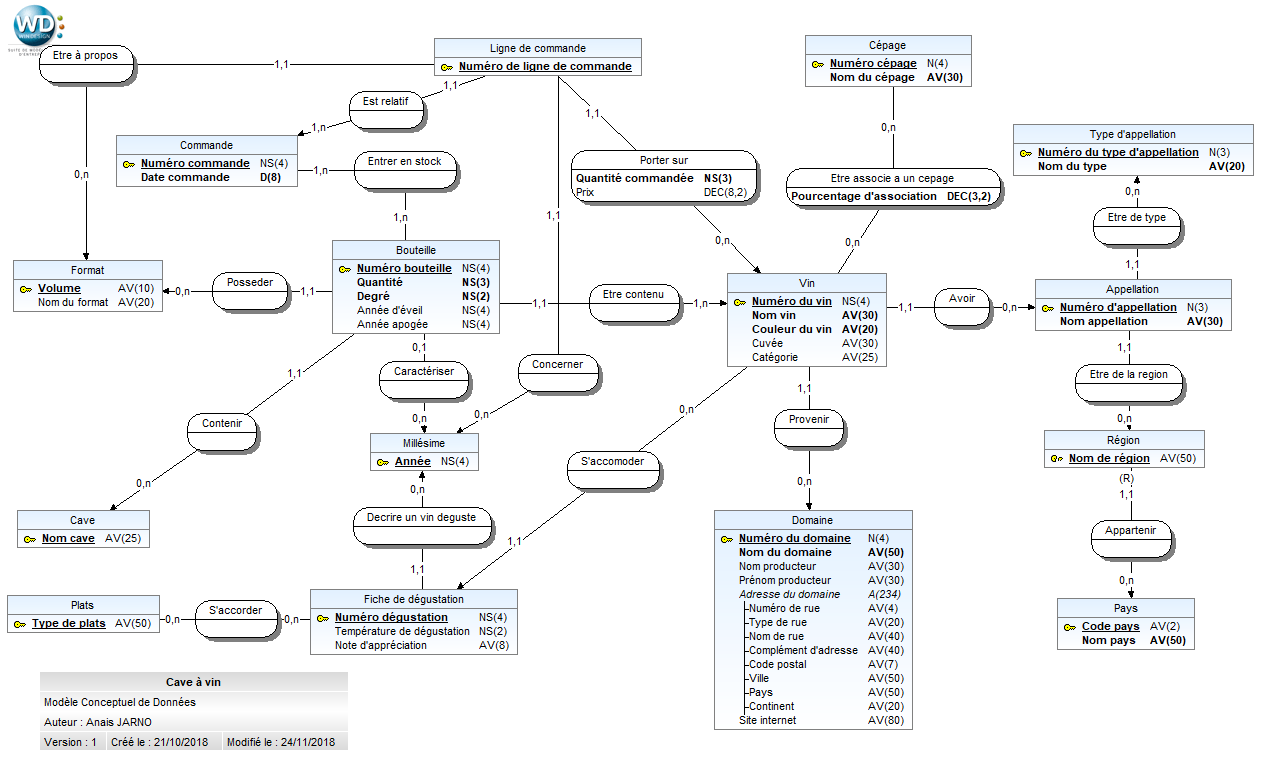 WD:
WINDESIGN
Etre à propos
1,1
Ligne de commande
Numéro de ligne de commande
Cépage
Numéro cépage N(4)
Nom du cépage AV(30)
1,1
Est relatif
1,n
1,1
0,n
Type d'appellation
Numéro du type d'appellation N(3)
Nom du type AV(20)
Commande
Numéro commande NS(4)
Date commande D(8)
1,n
Entrer en stock
1,n
0,n
Porter sur
Quantité commandée NS(3)
Prix DEC(8,2)
Etre associe a un cepage
Pourcentage d'association DEC(3,2)
0,n
Etre de type
1,1
1,1
0,n
0,n
Format
Volume AV(10)
Nom du format AV(20)
0,n
Posseder
1,1
Bouteille
Numéro bouteille NS(4)
Quantité NS(3)
Degré NS(2)
Année d'éveil NS(4)
Année apogée NS(4)
1,1
Etre contenu
1,n
Vin
Numéro du vin NS(4)
Nom vin AV(30)
Couleur du vin AV(20)
Cuvée AV(30)
Catégorie AV(25)
1,1
Avoir
0,n
Appellation
Numéro d'appellation N(3)
Nom appellation AV(30)
0,1
1,1
Caractériser
Concerner
1,1
1,1
Etre de la region
0,n
0,n
0,n
Contenir
Provenir
0,n
Millésime
Année NS(4)
0,n
S'accomoder
0,n
Région
Nom de région AV(50)
(R)
1,1
0,n
0,n
Cave
Nom cave AV(25)
Decrire un vin deguste
1,1
1,1
Appartenir
0,n
Domaine
Numéro du domaine N(4)
Nom du domaine AV(50)
Nom producteur AV(30)
Prénom producteur AV(30)
Adresse du domaine A(234)
Numéro de rue AV(4)
Type de rue AV(20)
Nom de rue AV(40)
Complément d'adresse AV(40)
Code postal AV(7)
Ville AV(50)
Pays AV(50)
Continent AV(20)
Site internet AV(80)
Plats
Type de plats AV(50)
0,n
S'accorder
0,n
Fiche de dégustation
Numéro dégustation NS(4)
Température de dégustation NS(2)
Note d'appréciation AV(8)
Pays
Code pays AV(2)
Nom pays AV(50)
Cave à vin
Modèle Conceptuel de Données
Auteur : Anais JARNO
Version : 1 Créé le : 21/10/2018 Modifié le : 24/11/2018